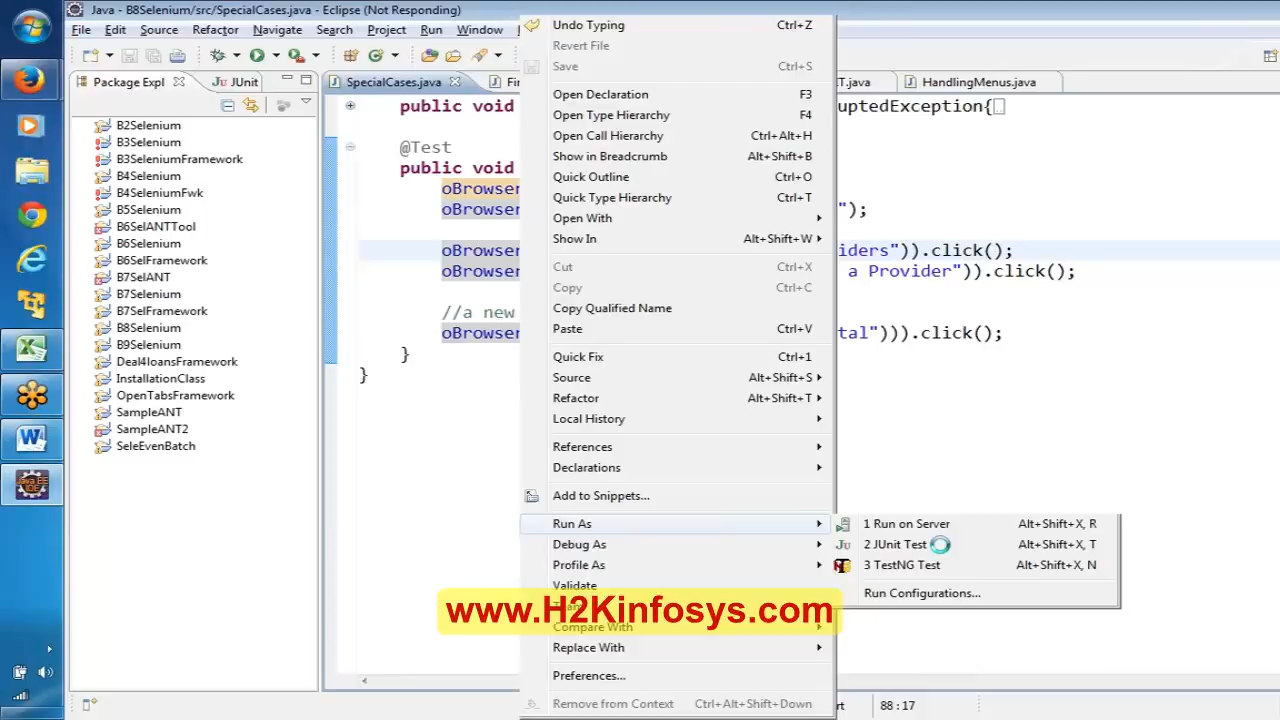 Java - B8Selenium/src/SpecialCases.java - Eclipse (Not Responding)
File Edit Source Refactor Navigate Search Project Run Window
Package Expl JUnit
SpecialCases.java Fir T.java HandlingMenus.java
B2Selenium
B3Selenium
B3SeleniumFramework
B4Selenium
B4SeleniumFwk
B5Selenium
B6SelANTTool
B6Selenium
B6SelFramework
B7SelANT
B7Selenium
B7SelFramework
B8Selenium
B9Selenium
Deal4loansFramework
InstallationClass
OpenTabsFramework
SampleANT
SampleANT2
SeleEvenBatch
public void uptedException{
@Test
public void
oBrowser
oBrowser ");
oBrowser iders")).click();
oBrowser a Provider")).click();
//a new
oBrowser tal"))).click();
}
}
Undo Typing Ctrl+Z
Revert File
Save Ctrl+S
Open Declaration F3
Open Type Hierarchy F4
Open Call Hierarchy Ctrl+Alt+H
Show in Breadcrumb Alt+Shift+B
Quick Outline Ctrl+O
Quick Type Hierarchy Ctrl+T
Open With
Show In Alt+Shift+W
Cut Ctrl+X
Copy Ctrl+C
Copy Qualified Name
Paste Ctrl+V
Quick Fix Ctrl+1
Source Alt+Shift+S
Refactor Alt+Shift+T
Local History
References
Declarations
Add to Snippets...
Run As
Debug As
Profile As
Validate
Compare With
Replace With
Preferences...
Remove from Context Ctrl+Alt+Shift+Down
1 Run on Server Alt+Shift+X, R
2 JUnit Test Alt+Shift+X, T
3 TestNG Test Alt+Shift+X, N
Run Configurations...
www.H2Kinfosys.com
rt 88:17
Java EE
IDE